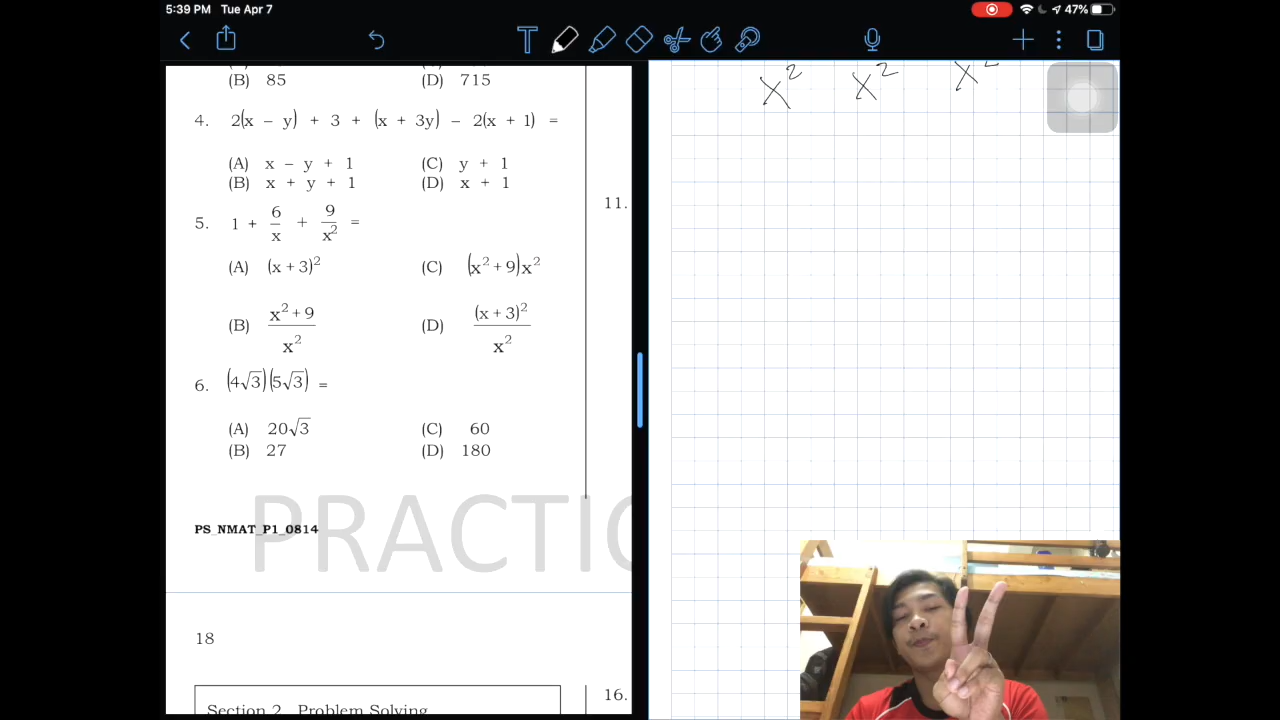 5:39 PM Tue Apr 7
47%
(B) 85 (D) 715
4. 2(x – y) + 3 + (x + 3y) – 2(x + 1) =
(A) x – y + 1 (C) y + 1
(B) x + y + 1 (D) x + 1
5. 1 + 6/x + 9/x² =
(A) (x + 3)² (C) (x² + 9)x²
(B) x² + 9 / x² (D) (x + 3)² / x²
6. (4√3)(5√3) =
(A) 20√3 (C) 60
(B) 27 (D) 180
PRACTIC
PS_NMAT_P1_0814
18
Section 2 Problem Solving
11.
16.
x² x² x²